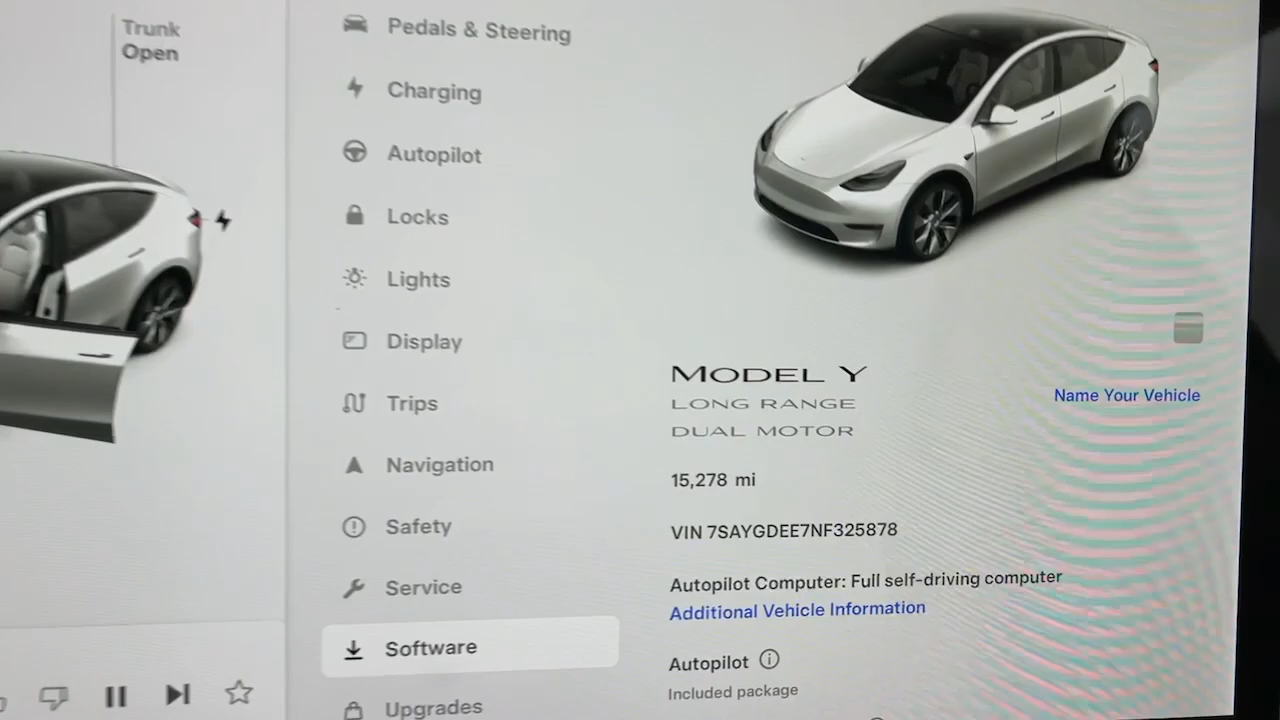 Trunk
Open
Pedals & Steering
Charging
Autopilot
Locks
Lights
Display
Trips
Navigation
Safety
Service
Software
Upgrades
MODEL Y
LONG RANGE
DUAL MOTOR
Name Your Vehicle
15,278 mi
VIN 7SAYGDEE7NF325878
Autopilot Computer: Full self-driving computer
Additional Vehicle Information
Autopilot
Included package